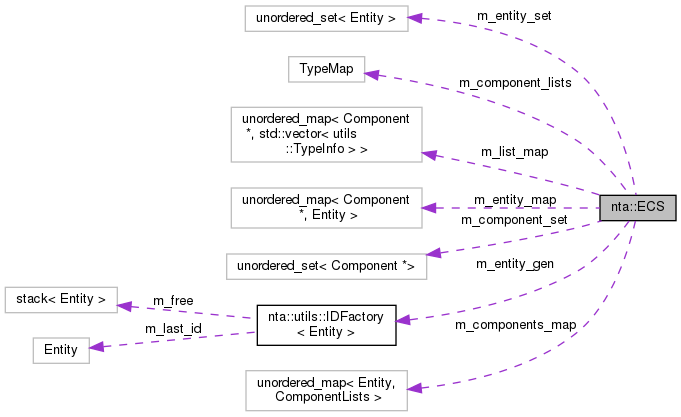 unordered_set< Entity >
m_entity_set
TypeMap
m_component_lists
unordered_map< Component
*, std::vector< utils
::TypeInfo > >
m_list_map
unordered_map< Component
*, Entity >
m_entity_map
nta::ECS
m_component_set
unordered_set< Component *>
m_entity_gen
stack< Entity >
m_free
nta::utils::IDFactory
< Entity >
m_last_id
Entity
m_components_map
unordered_map< Entity,
ComponentLists >